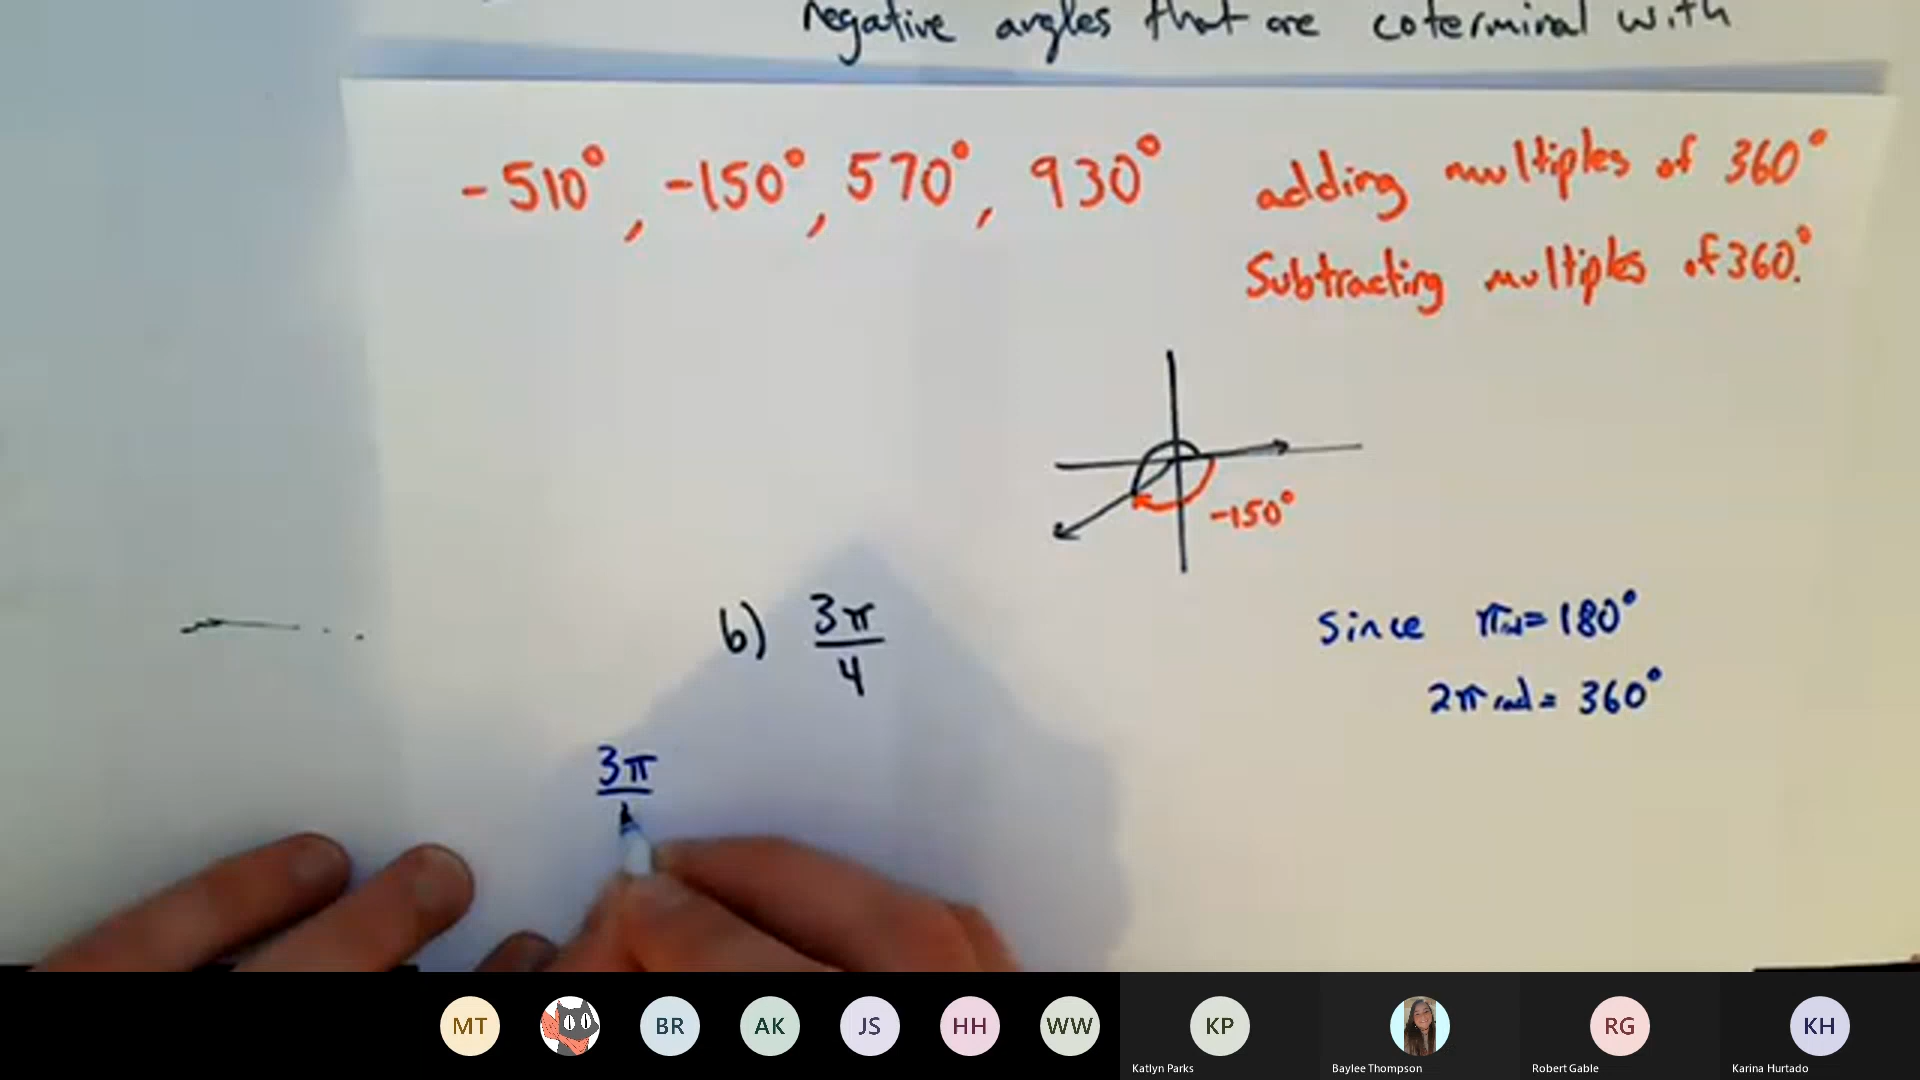 negative angles that are coterminal with
-510°, -150°, 570°, 930°
adding multiples of 360°
Subtracting multiples of 360°.
-150°
b) 3π/4
Since π rad = 180°
2π rad = 360°
3π
MT BR AK JS HH WW KP RG KH
Katlyn Parks Baylee Thompson Robert Gable Karina Hurtado